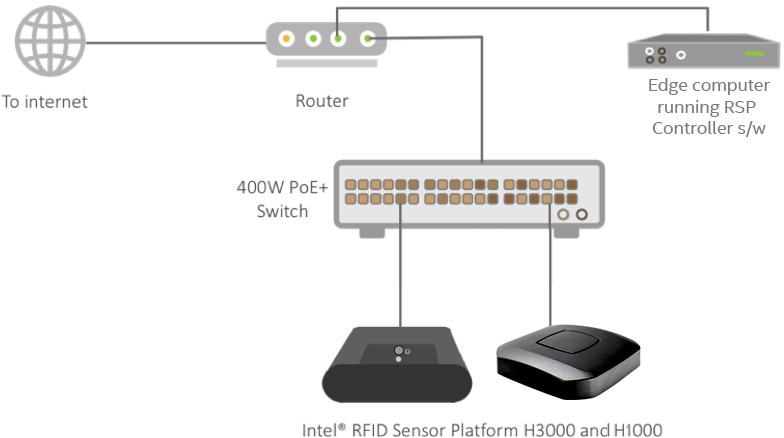 To internet
Router
Edge computer
running RSP
Controller s/w
400W PoE+
Switch
Intel® RFID Sensor Platform H3000 and H1000